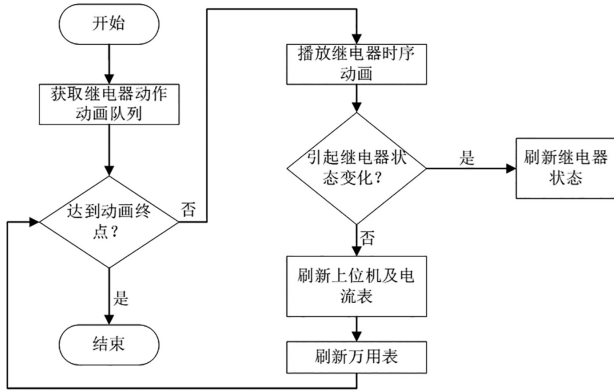 开始
获取继电器动作
动画队列
达到动画终
点？
否
是
结束
播放继电器时序
动画
引起继电器状
态变化？
是
刷新继电器
状态
否
刷新上位机及电
流表
刷新万用表